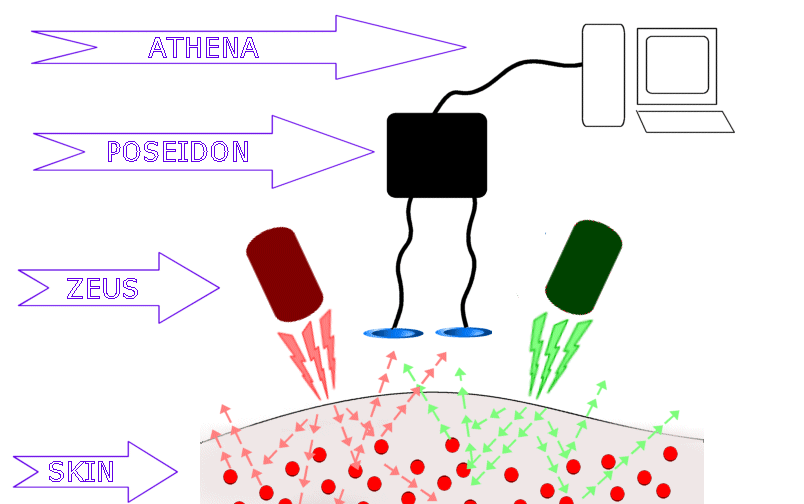 ATHENA
POSEIDON
ZEUS
SKIN